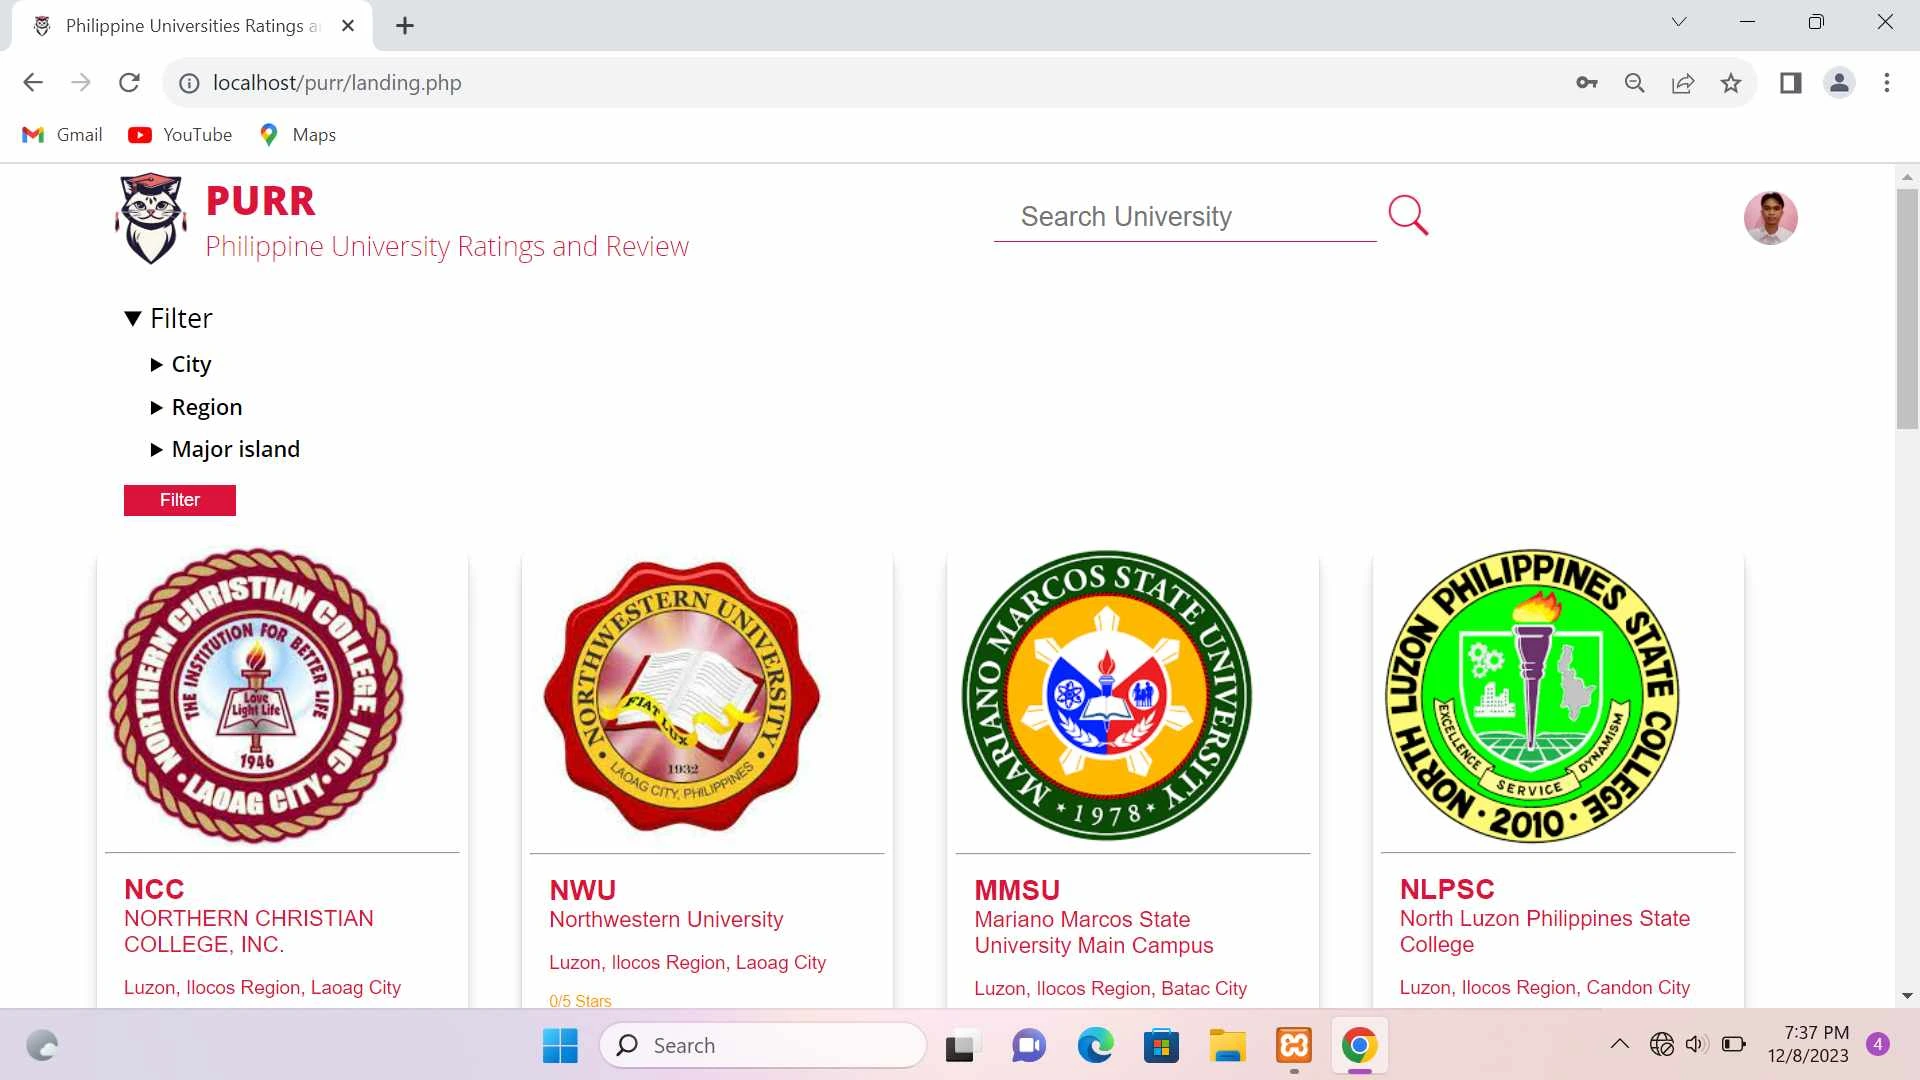 Philippine Universities Ratings a
localhost/purr/landing.php
Gmail
YouTube
Maps
PURR
Philippine University Ratings and Review
Search University
Filter
City
Region
Major island
Filter
NORTHERN CHRISTIAN COLLEGE, INC.
THE INSTITUTION FOR BETTER LIFE
Love
Light Life
1946
LAOAG CITY
NORTHWESTERN UNIVERSITY
FIAT LUX
1932
LAOAG CITY, PHILIPPINES
MARIANO MARCOS STATE UNIVERSITY
1978
NORTH LUZON PHILIPPINES STATE COLLEGE
EXCELLENCE
SERVICE
DYNAMISM
2010
NCC
NORTHERN CHRISTIAN
COLLEGE, INC.
Luzon, Ilocos Region, Laoag City
NWU
Northwestern University
Luzon, Ilocos Region, Laoag City
0/5 Stars
MMSU
Mariano Marcos State
University Main Campus
Luzon, Ilocos Region, Batac City
NLPSC
North Luzon Philippines State
College
Luzon, Ilocos Region, Candon City
Search
7:37 PM
12/8/2023
4